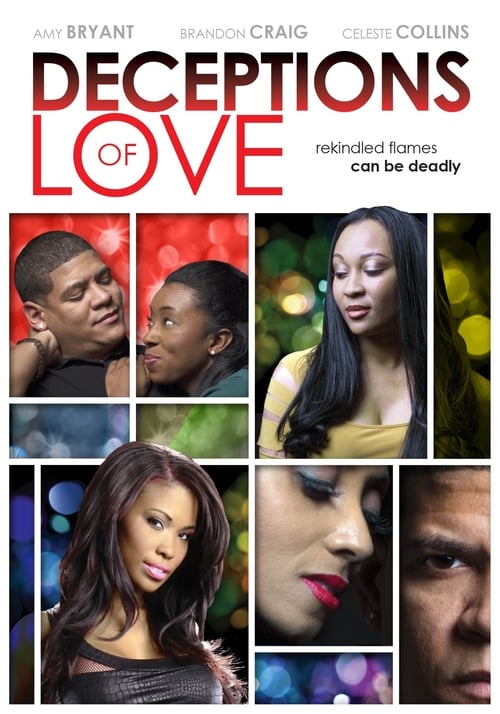 AMY BRYANT BRANDON CRAIG CELESTE COLLINS
DECEPTIONS
OF LOVE
rekindled flames
can be deadly